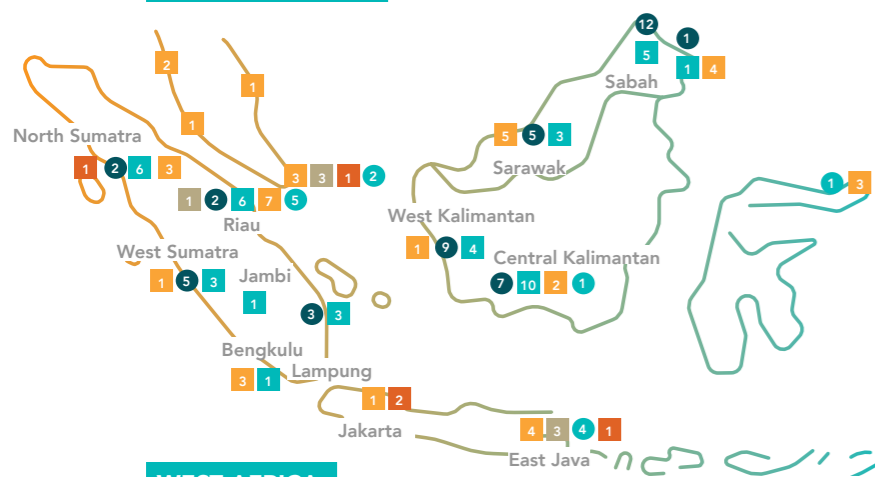 12
1
5
1 4
Sabah
2
1
1
North Sumatra
5 5 3
Sarawak
1 2 6 3
3 3 1 2
1 3
1 2 6 7 5
Riau
West Kalimantan
1 9 4
West Sumatra
Central Kalimantan
1 5 3
Jambi
7 10 2 1
1
3 3
Bengkulu
3 1
Lampung
1 2
Jakarta
4 3 4 1
East Java
WEST AFRICA